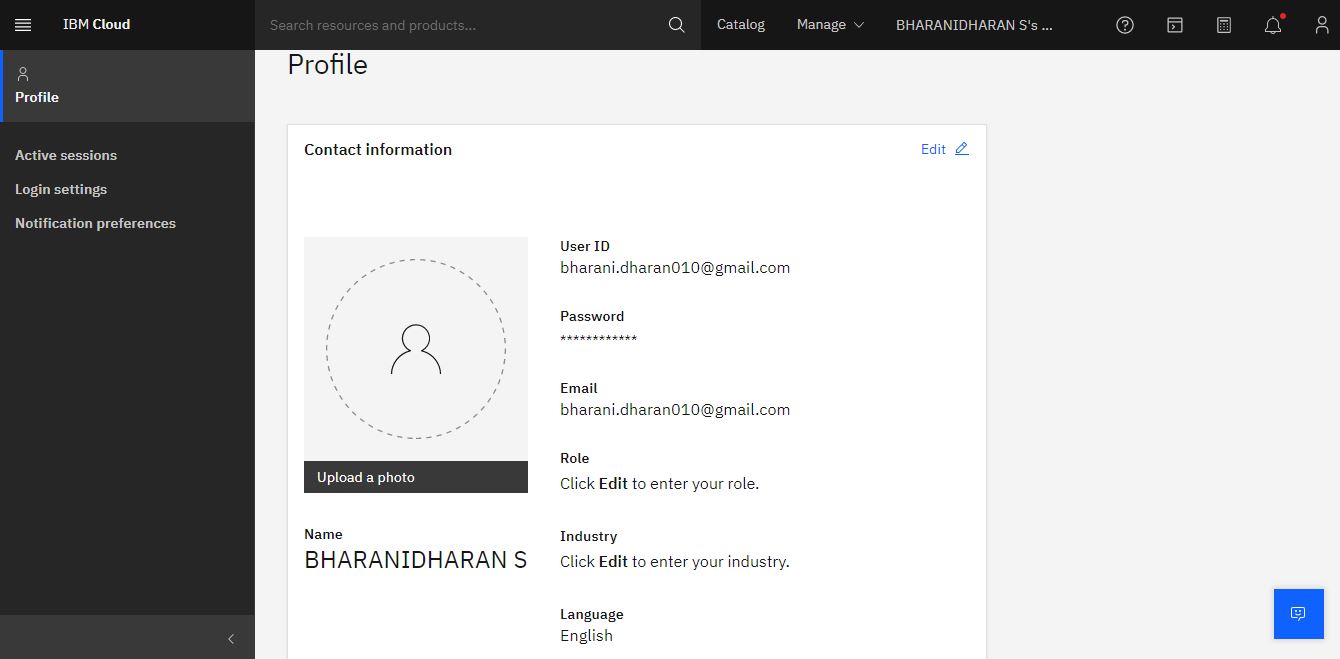 IBM Cloud
Search resources and products...
Catalog
Manage
BHARANIDHARAN S's ...
Profile
Active sessions
Login settings
Notification preferences
Profile
Contact information
Edit
Upload a photo
Name
BHARANIDHARAN S
User ID
bharani.dharan010@gmail.com
Password
************
Email
bharani.dharan010@gmail.com
Role
Click Edit to enter your role.
Industry
Click Edit to enter your industry.
Language
English